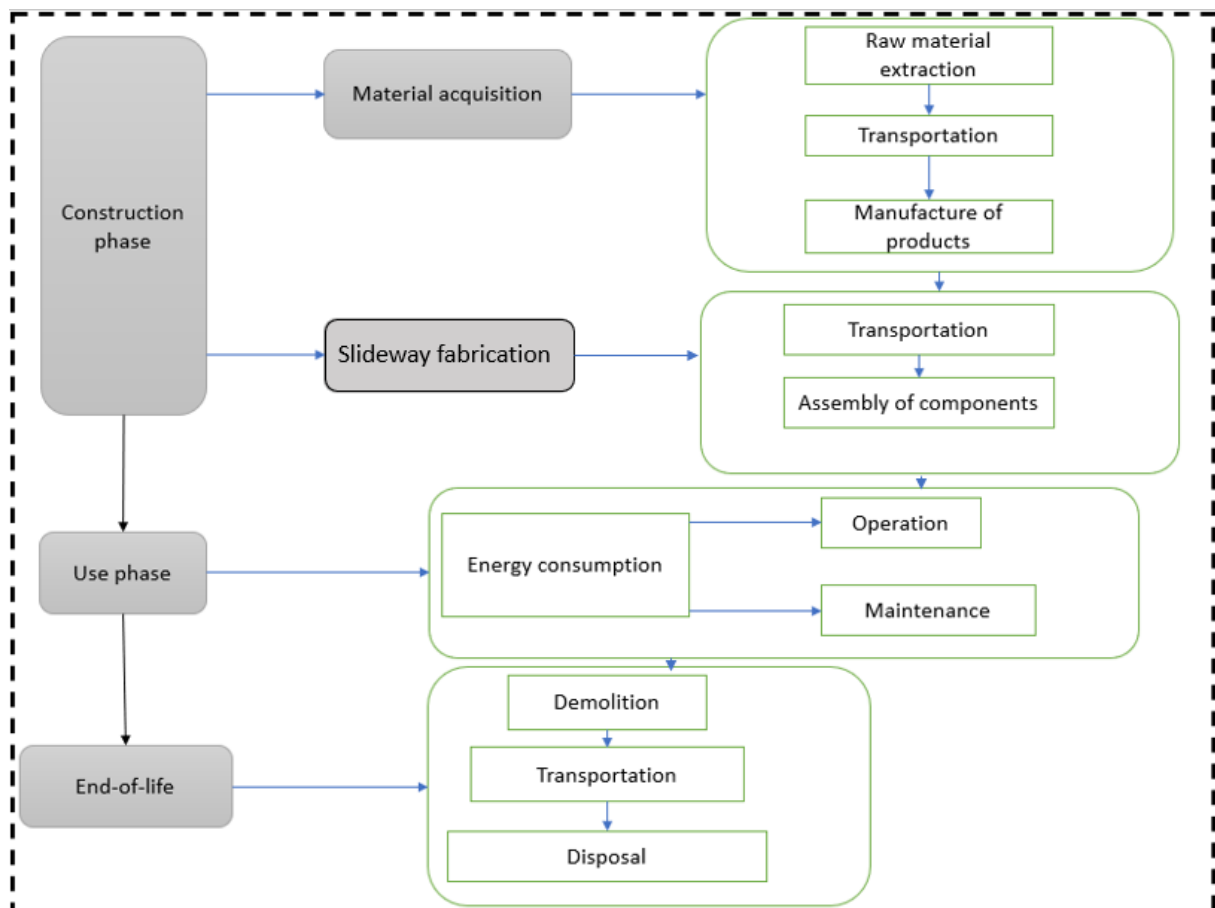 Construction
phase
Material acquisition
Raw material
extraction
Transportation
Manufacture of
products
Slideway fabrication
Transportation
Assembly of components
Use phase
Energy consumption
Operation
Maintenance
End-of-life
Demolition
Transportation
Disposal